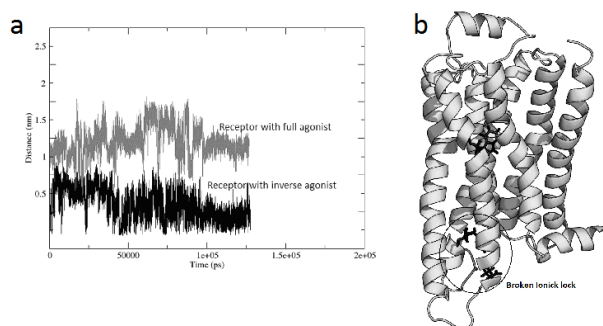 a
b
2.5
2
1.5
1
0.5
Distance (nm)
Receptor with full agonist
Receptor with inverse agonist
0
50000
1e+05
1.5e+05
2e+05
Time (ps)
Broken Ionick lock